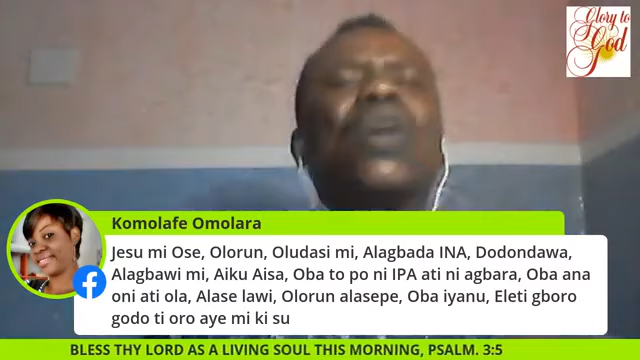 Glory to
God
Komolafe Omolara
Jesu mi Ose, Olorun, Oludasi mi, Alagbada INA, Dodondawa,
Alagbawi mi, Aiku Aisa, Oba to po ni IPA ati ni agbara, Oba ana
oni ati ola, Alase lawi, Olorun alasepe, Oba iyanu, Eleti gboro
godo ti oro aye mi ki su
BLESS THY LORD AS A LIVING SOUL THIS MORNING, PSALM. 3:5